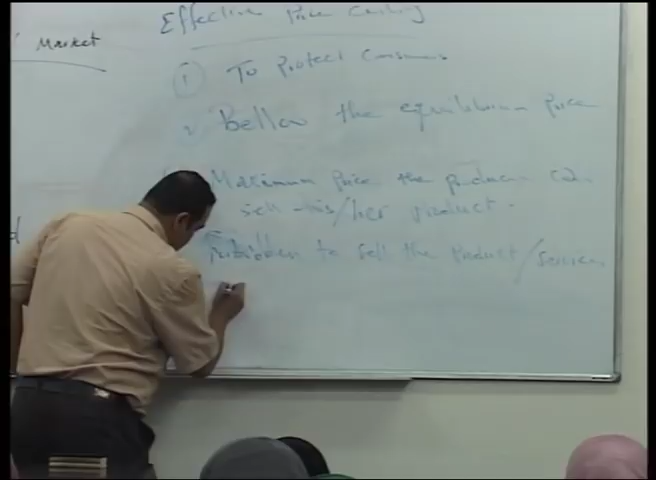 Market
Effective Price Ceiling
① To protect consumers
2 Bellow the equilibrium price
Maximum Price the producer can
sell his/her product.
Forbidden to sell the Product/services